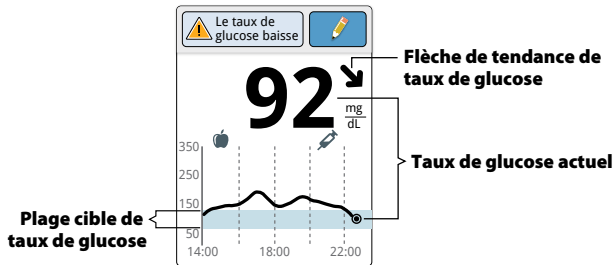 Le taux de
glucose baisse
Flèche de tendance de
taux de glucose
92
mg
dL
Taux de glucose actuel
350
250
150
50
Plage cible de
taux de glucose
14:00 18:00 22:00